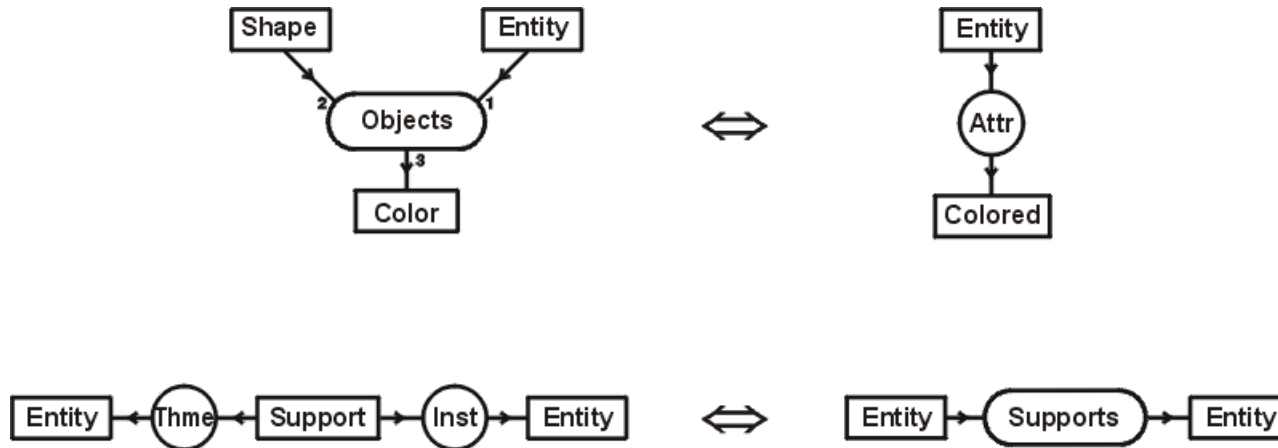 Shape Entity Entity
2 Objects 1 Attr
3
Color Colored
Entity Thme Support Inst Entity Entity Supports Entity